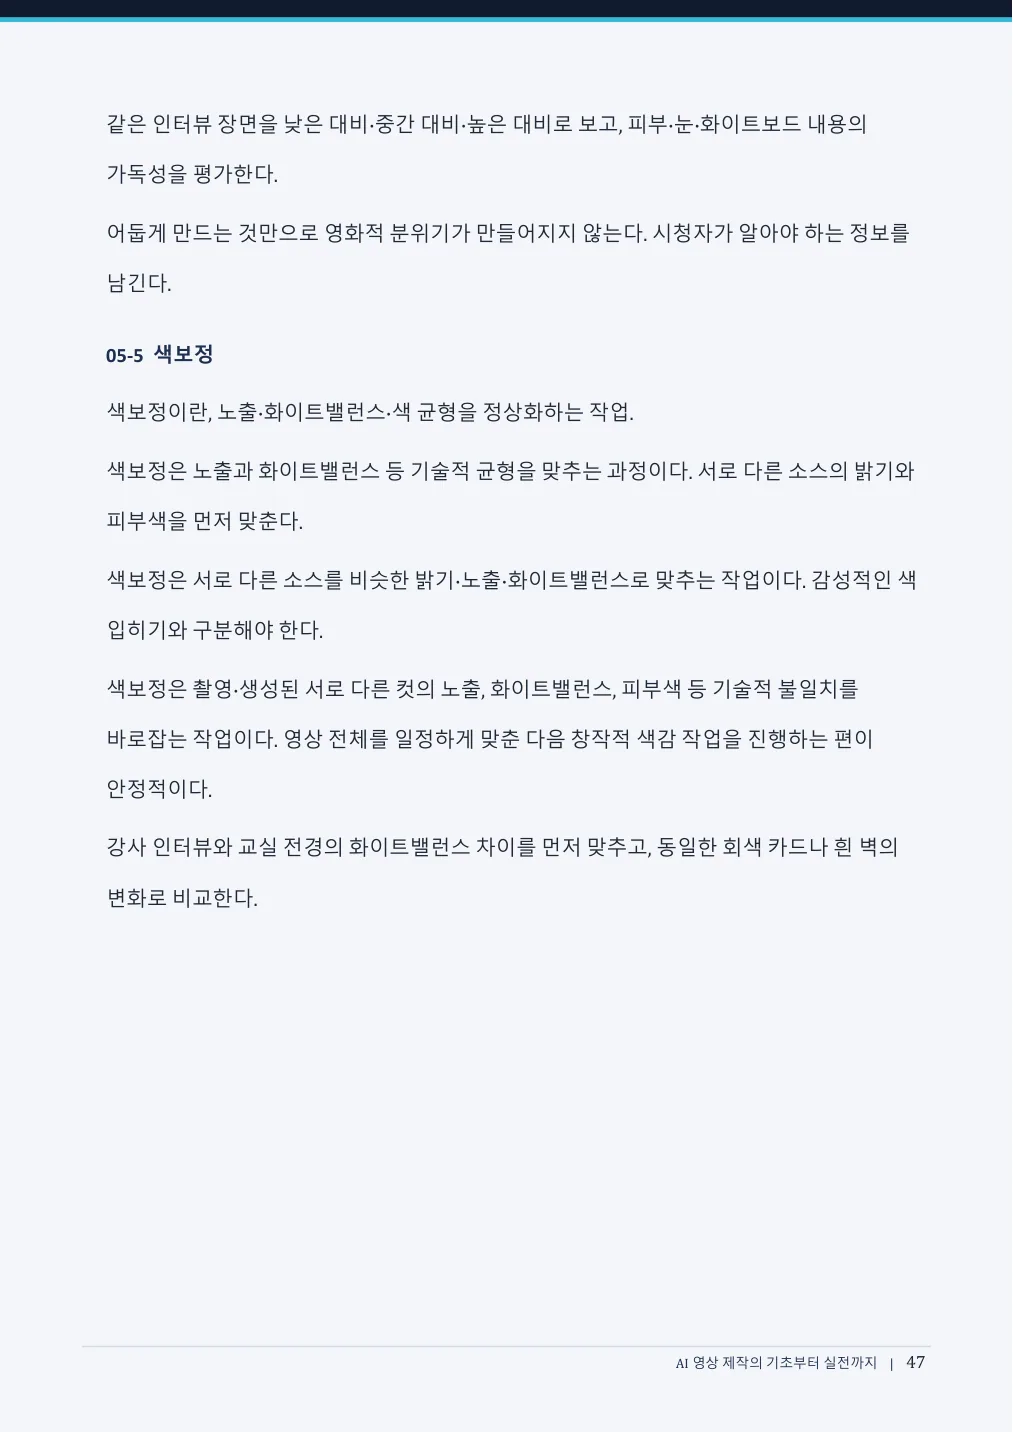 같은 인터뷰 장면을 낮은 대비·중간 대비·높은 대비로 보고, 피부·눈·화이트보드 내용의
가독성을 평가한다.
어둡게 만드는 것만으로 영화적 분위기가 만들어지지 않는다. 시청자가 알아야 하는 정보를
남긴다.
05-5 색보정
색보정이란, 노출·화이트밸런스·색 균형을 정상화하는 작업.
색보정은 노출과 화이트밸런스 등 기술적 균형을 맞추는 과정이다. 서로 다른 소스의 밝기와
피부색을 먼저 맞춘다.
색보정은 서로 다른 소스를 비슷한 밝기·노출·화이트밸런스로 맞추는 작업이다. 감성적인 색
입히기와 구분해야 한다.
색보정은 촬영·생성된 서로 다른 컷의 노출, 화이트밸런스, 피부색 등 기술적 불일치를
바로잡는 작업이다. 영상 전체를 일정하게 맞춘 다음 창작적 색감 작업을 진행하는 편이
안정적이다.
강사 인터뷰와 교실 전경의 화이트밸런스 차이를 먼저 맞추고, 동일한 회색 카드나 흰 벽의
변화로 비교한다.
AI 영상 제작의 기초부터 실전까지 | 47